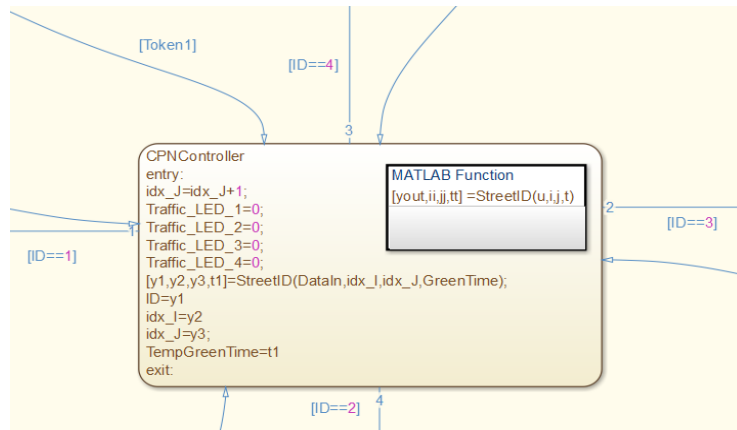 [Token1]
[ID==4]
3
CPNController
entry:
idx_J=idx_J+1;
Traffic_LED_1=0;
Traffic_LED_2=0;
Traffic_LED_3=0;
Traffic_LED_4=0;
[y1,y2,y3,t1]=StreetID(DataIn,idx_I,idx_J,GreenTime);
ID=y1
idx_I=y2
idx_J=y3;
TempGreenTime=t1
exit:
MATLAB Function
[yout,ii,jj,tt] =StreetID(u,i,j,t)
1
[ID==1]
2
[ID==3]
4
[ID==2]